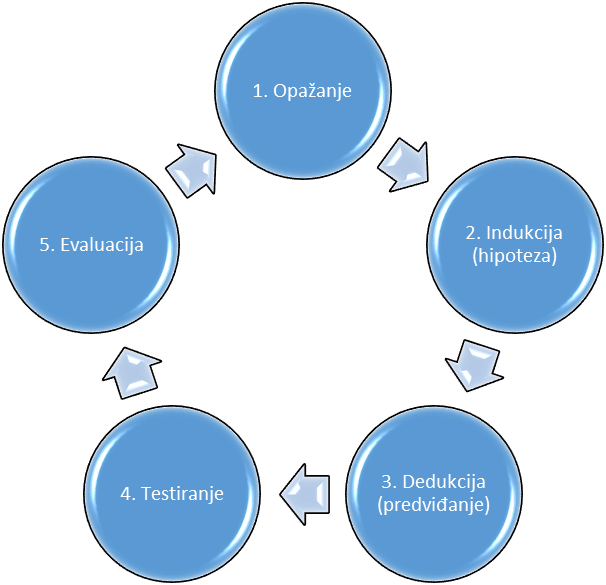 1. Opažanje
2. Indukcija
(hipoteza)
3. Dedukcija
(predviđanje)
4. Testiranje
5. Evaluacija